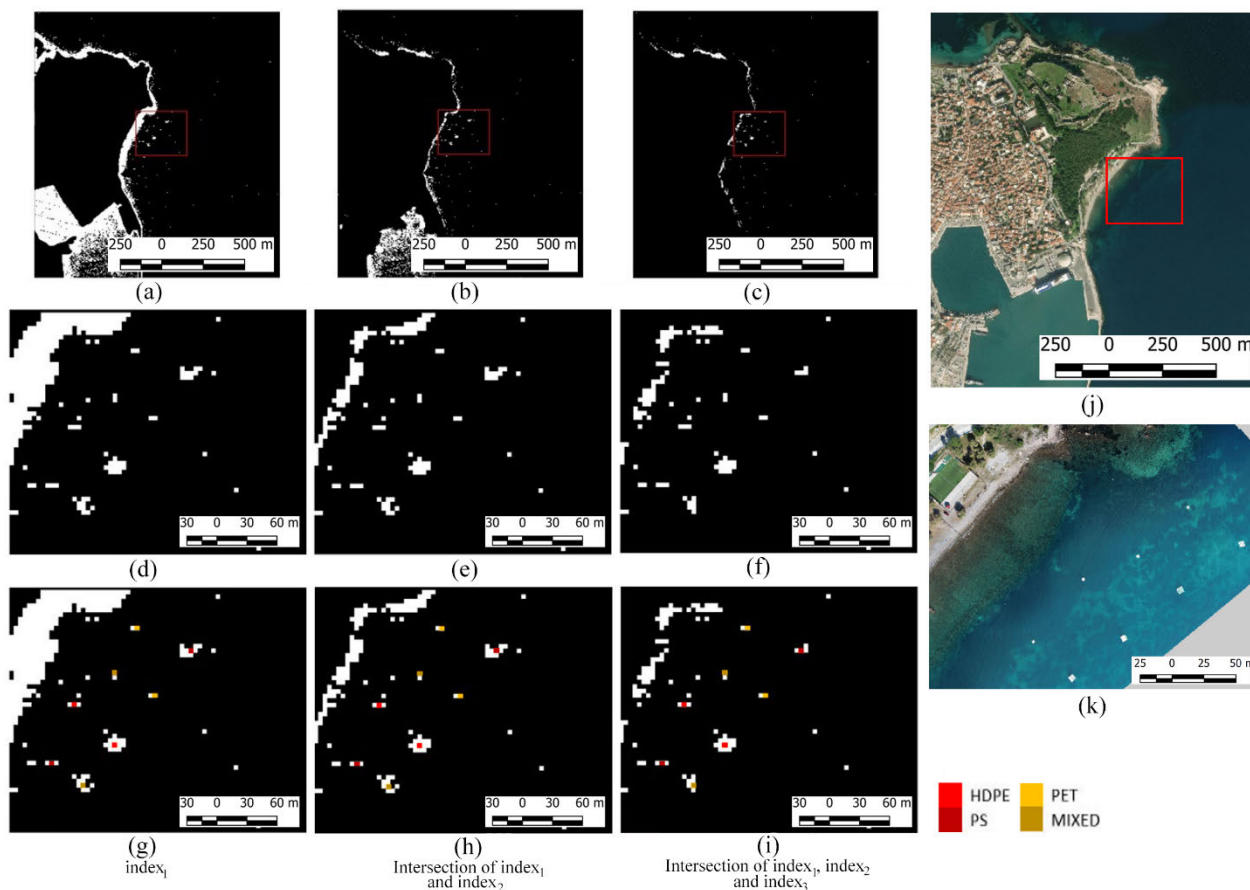 250 0 250 500 m
(a)
250 0 250 500 m
(b)
250 0 250 500 m
(c)
250 0 250 500 m
(j)
30 0 30 60 m
(d)
30 0 30 60 m
(e)
30 0 30 60 m
(f)
25 0 25 50 m
(k)
30 0 30 60 m
(g)
index1
30 0 30 60 m
(h)
Intersection of index1
and index2
30 0 30 60 m
(i)
Intersection of index1, index2
and index3
HDPE PET
PS MIXED